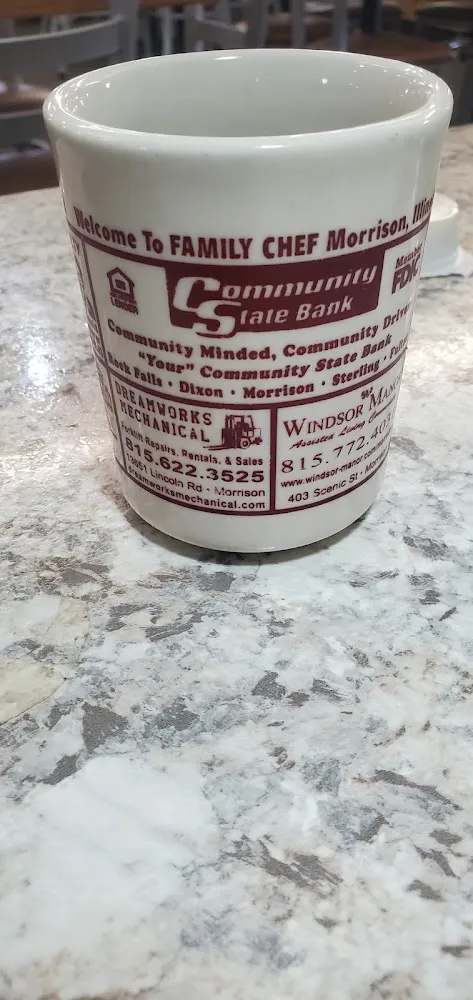 Welcome To FAMILY CHEF Morrison,
Community
State Bank
FDIC
Community Minded, Community
"Your" Community State Bank
Rock Falls • Dixon • Morrison • Sterling •
DREAMWORKS
MECHANICAL
Forklift Repairs, Rentals, & Sales
815.622.3525
13051 Lincoln Rd • Morrison
Dreamworksmechanical.com
WINDSOR
Assisted Living
815.772.
www.windsor-manor.com
403 Scenic St •